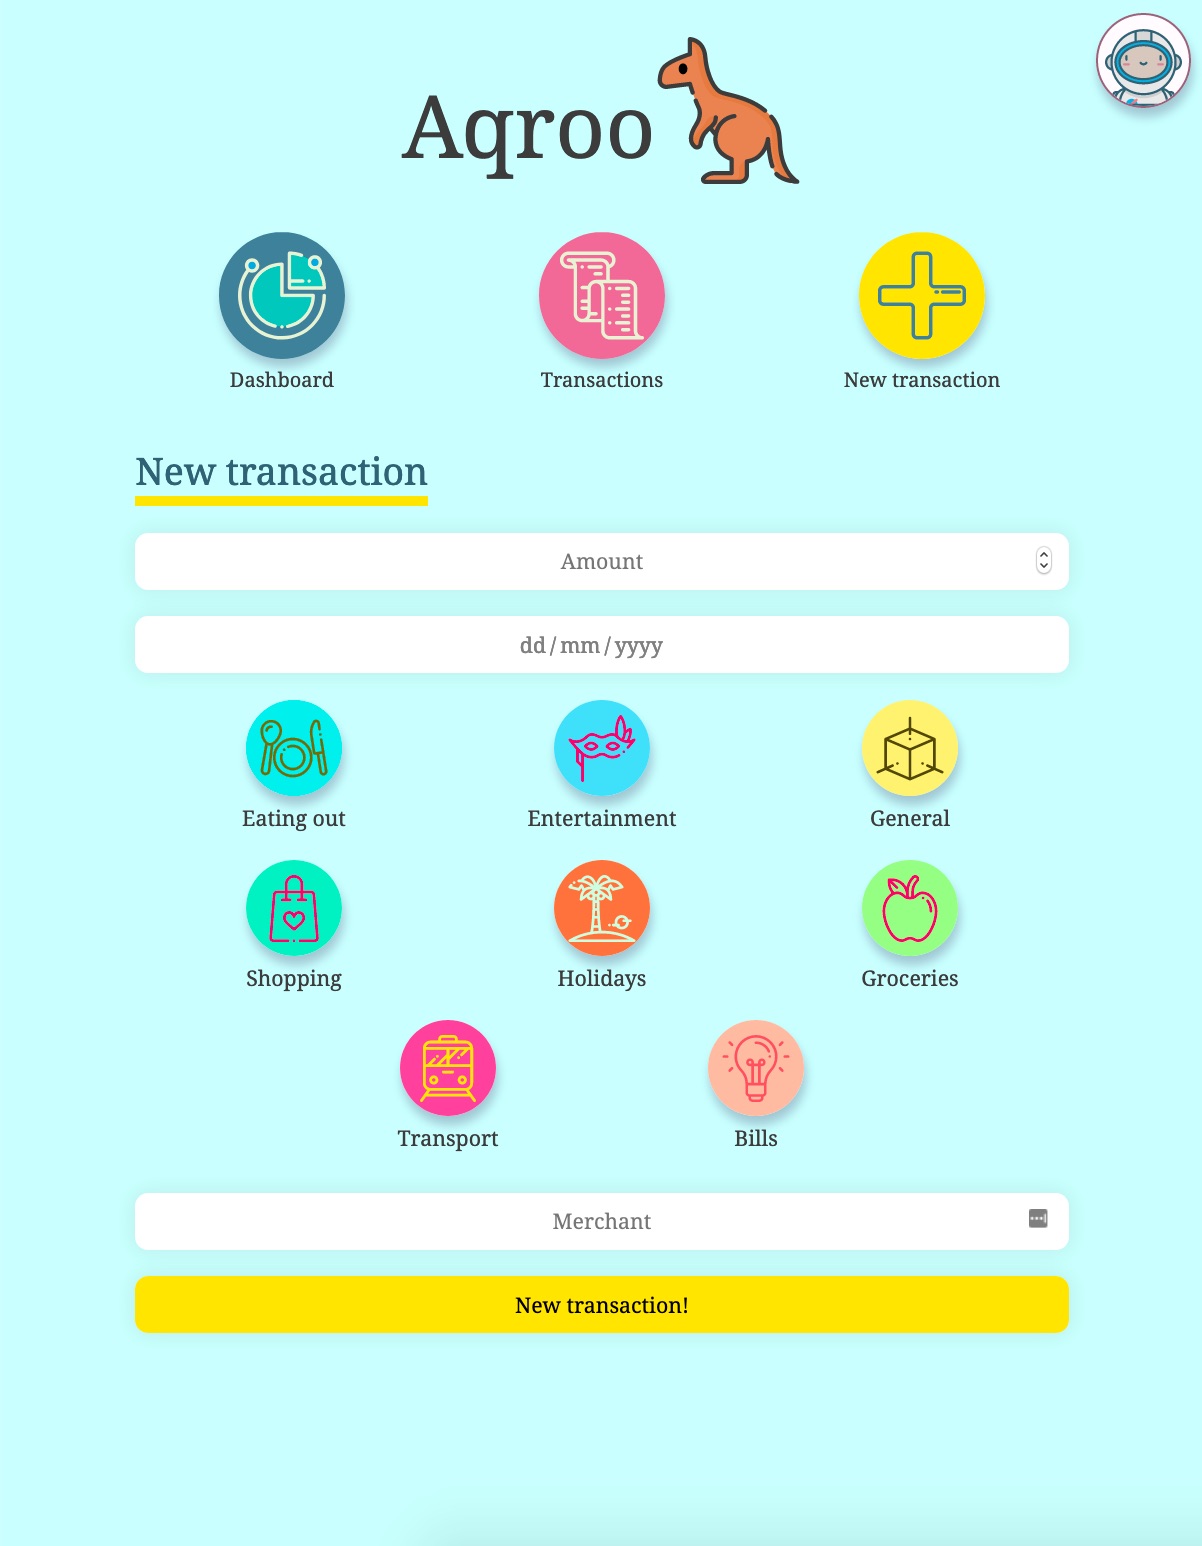 Aqroo
Dashboard
Transactions
New transaction
New transaction
Amount
dd/mm/yyyy
Eating out
Entertainment
General
Shopping
Holidays
Groceries
Transport
Bills
Merchant
New transaction!